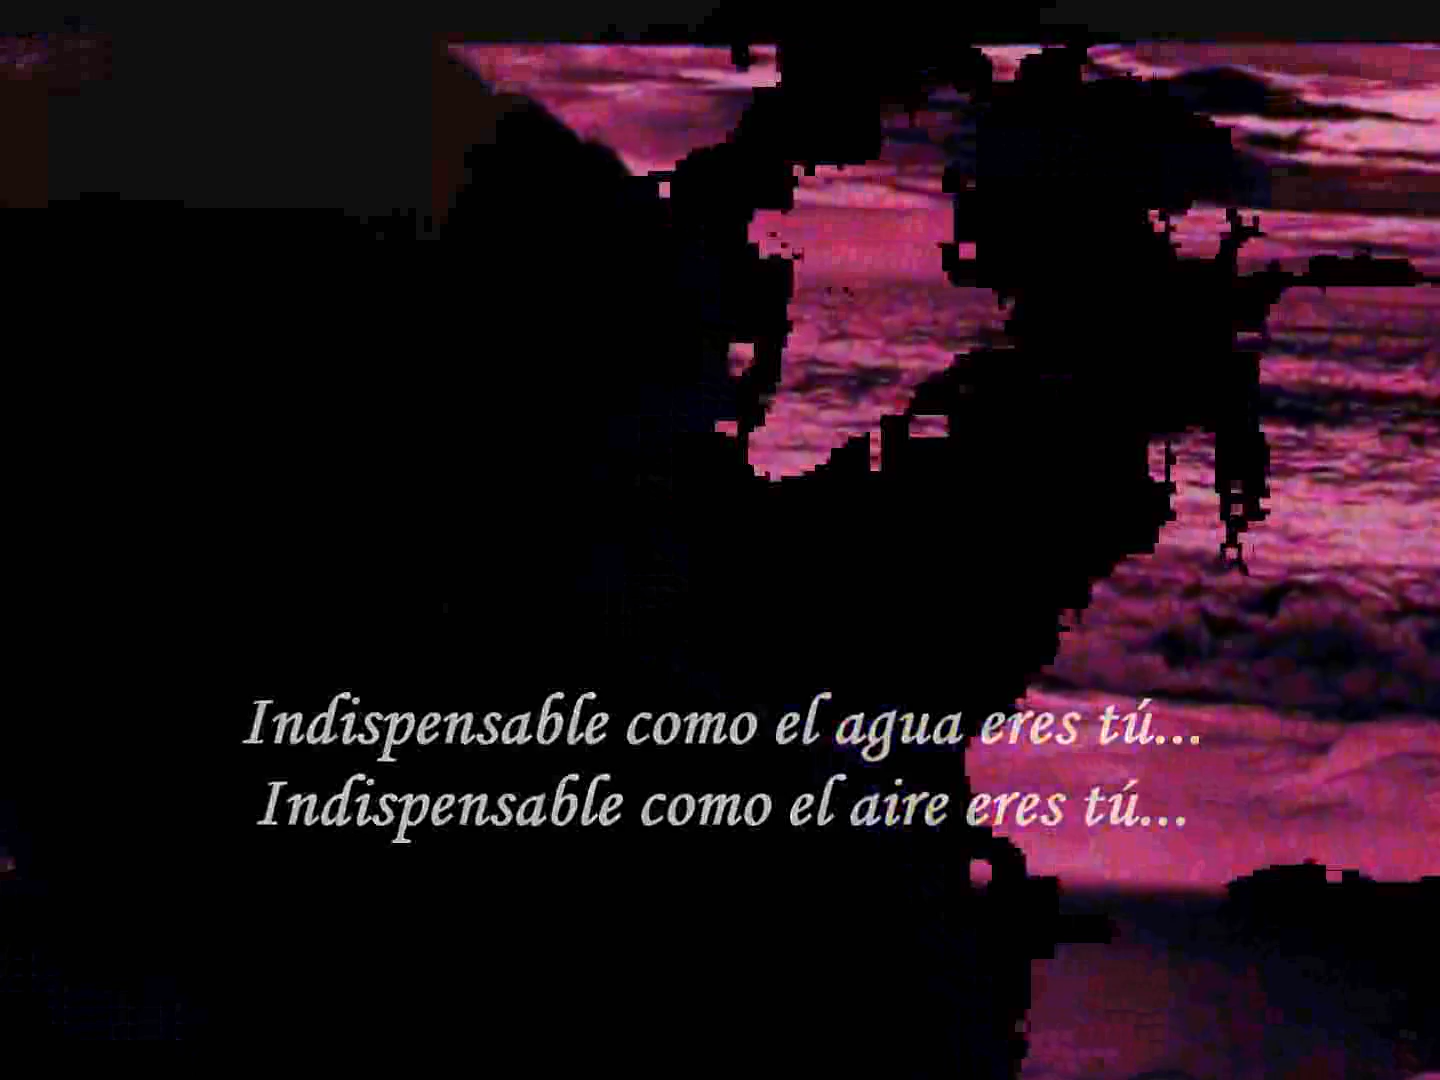 Indispensable como el agua eres tú...
Indispensable como el aire eres tú...